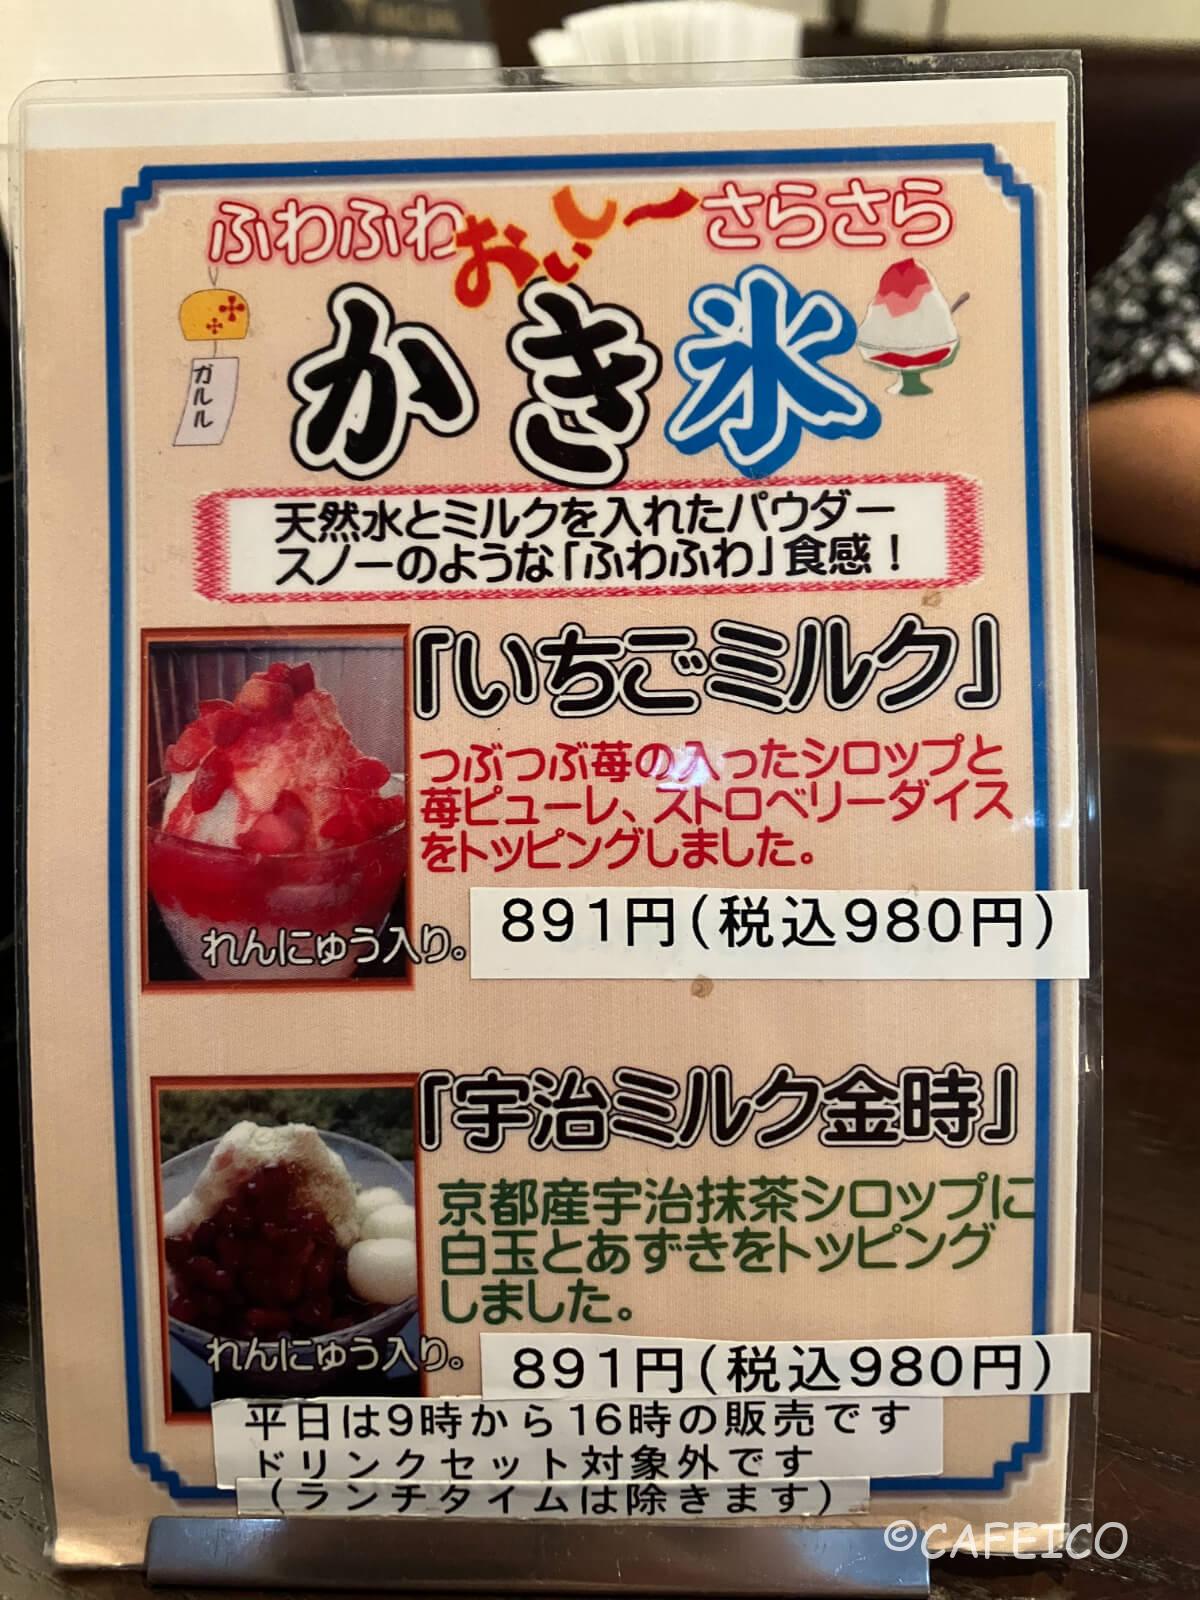 ふわふわ おいしー さらさら
かき氷
ガルル
天然水とミルクを入れたパウダー
スノーのような「ふわふわ」食感！
「いちごミルク」
つぶつぶ苺の入ったシロップと
苺ピューレ、ストロベリーダイス
をトッピングしました。
れんにゅう入り。
891円(税込980円)
「宇治ミルク金時」
京都産宇治抹茶シロップに
白玉とあずきをトッピング
しました。
れんにゅう入り。
891円(税込980円)
平日は9時から16時の販売です
ドリンクセット対象外です
（ランチタイムは除きます）
©CAFEICO